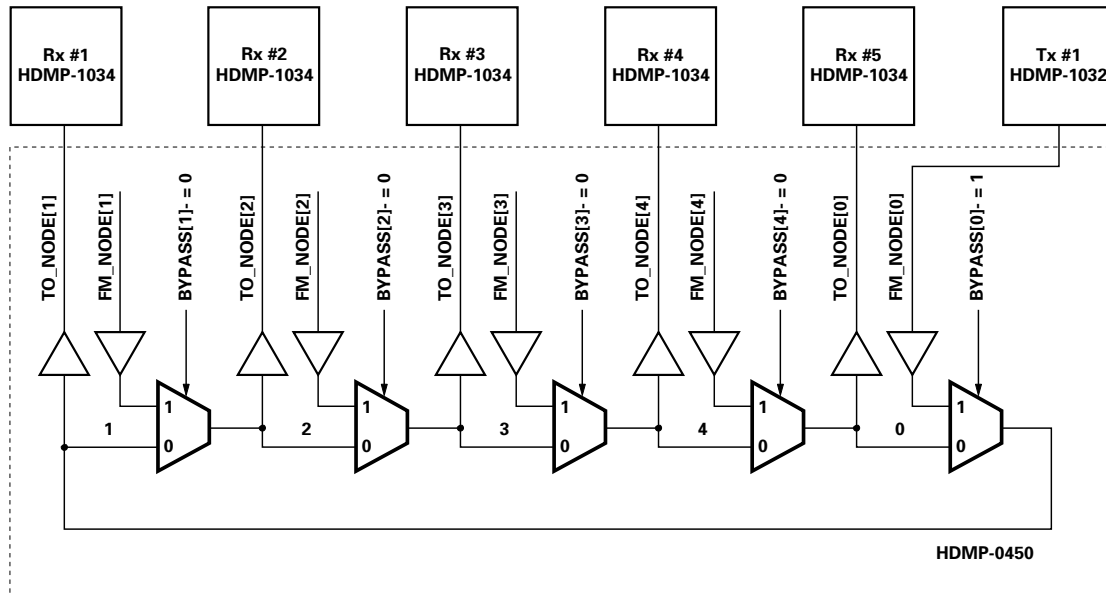 Rx #1
HDMP-1034
Rx #2
HDMP-1034
Rx #3
HDMP-1034
Rx #4
HDMP-1034
Rx #5
HDMP-1034
Tx #1
HDMP-1032
TO_NODE[1]
FM_NODE[1]
BYPASS[1]- = 0
TO_NODE[2]
FM_NODE[2]
BYPASS[2]- = 0
TO_NODE[3]
FM_NODE[3]
BYPASS[3]- = 0
TO_NODE[4]
FM_NODE[4]
BYPASS[4]- = 0
TO_NODE[0]
FM_NODE[0]
BYPASS[0]- = 1
1
1
0
2
1
0
3
1
0
4
1
0
0
1
0
HDMP-0450